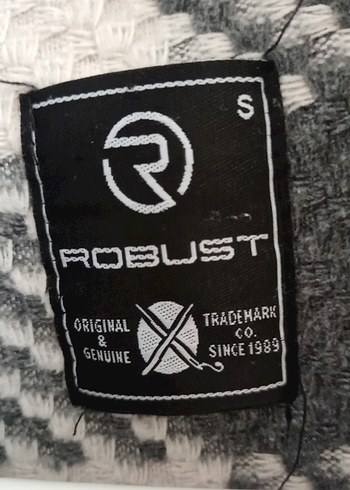 S
R
ROBUST
ORIGINAL
&
GENUINE
TRADEMARK
CO.
SINCE 1989